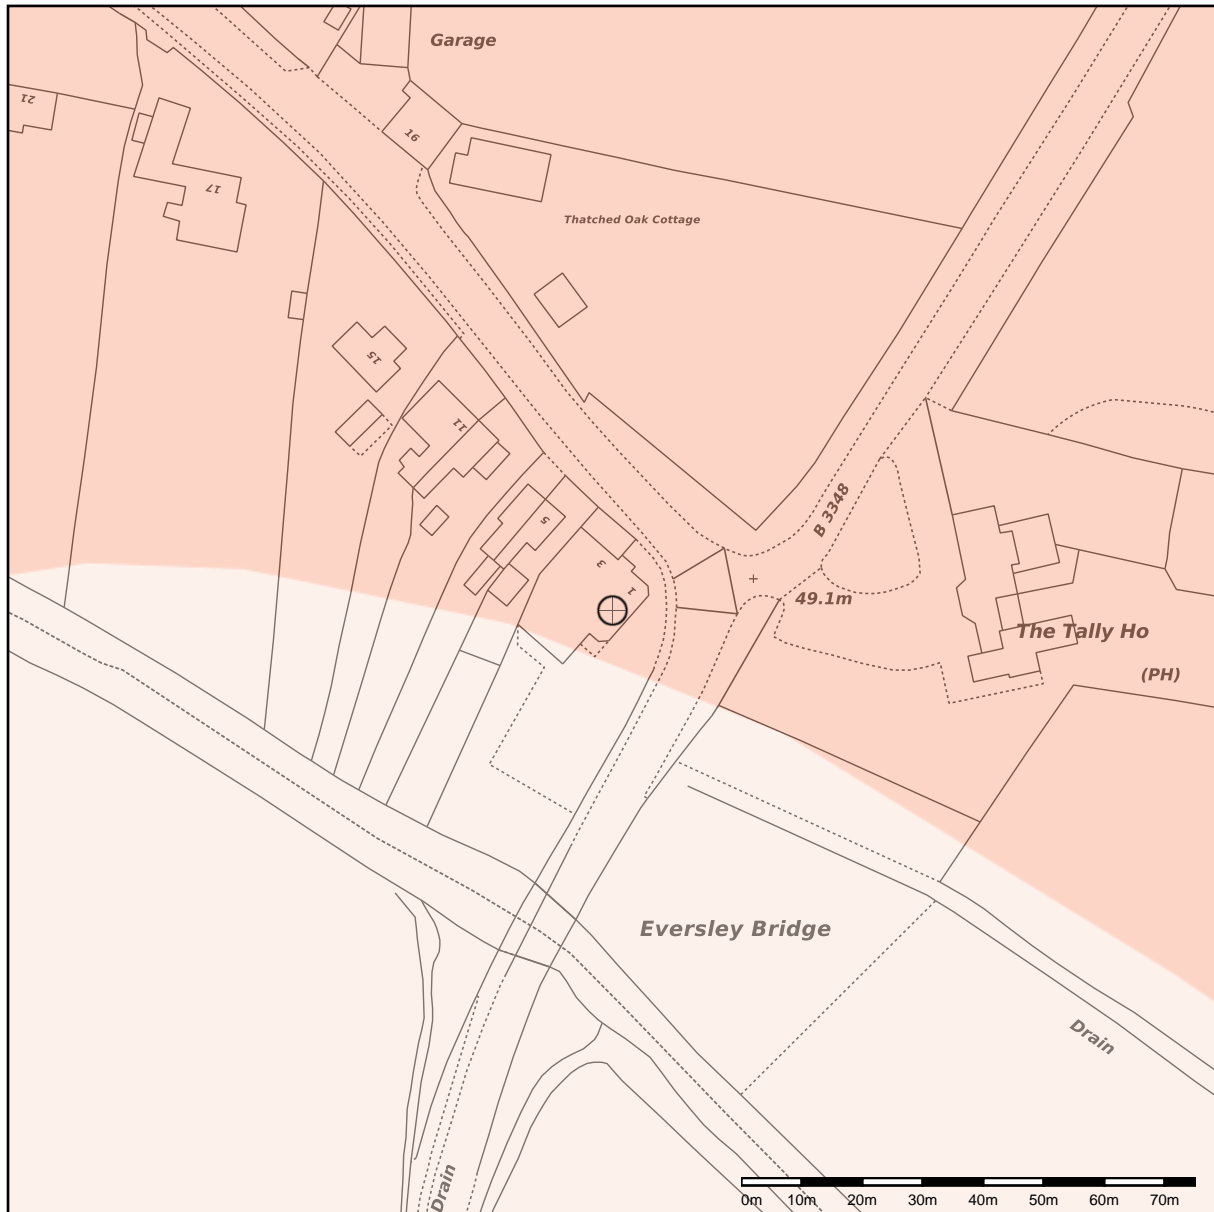 Garage
21
16
17
Thatched Oak Cottage
15
11
B 3348
5
3
1
49.1m
The Tally Ho
(PH)
Eversley Bridge
Drain
Drain
0m 10m 20m 30m 40m 50m 60m 70m